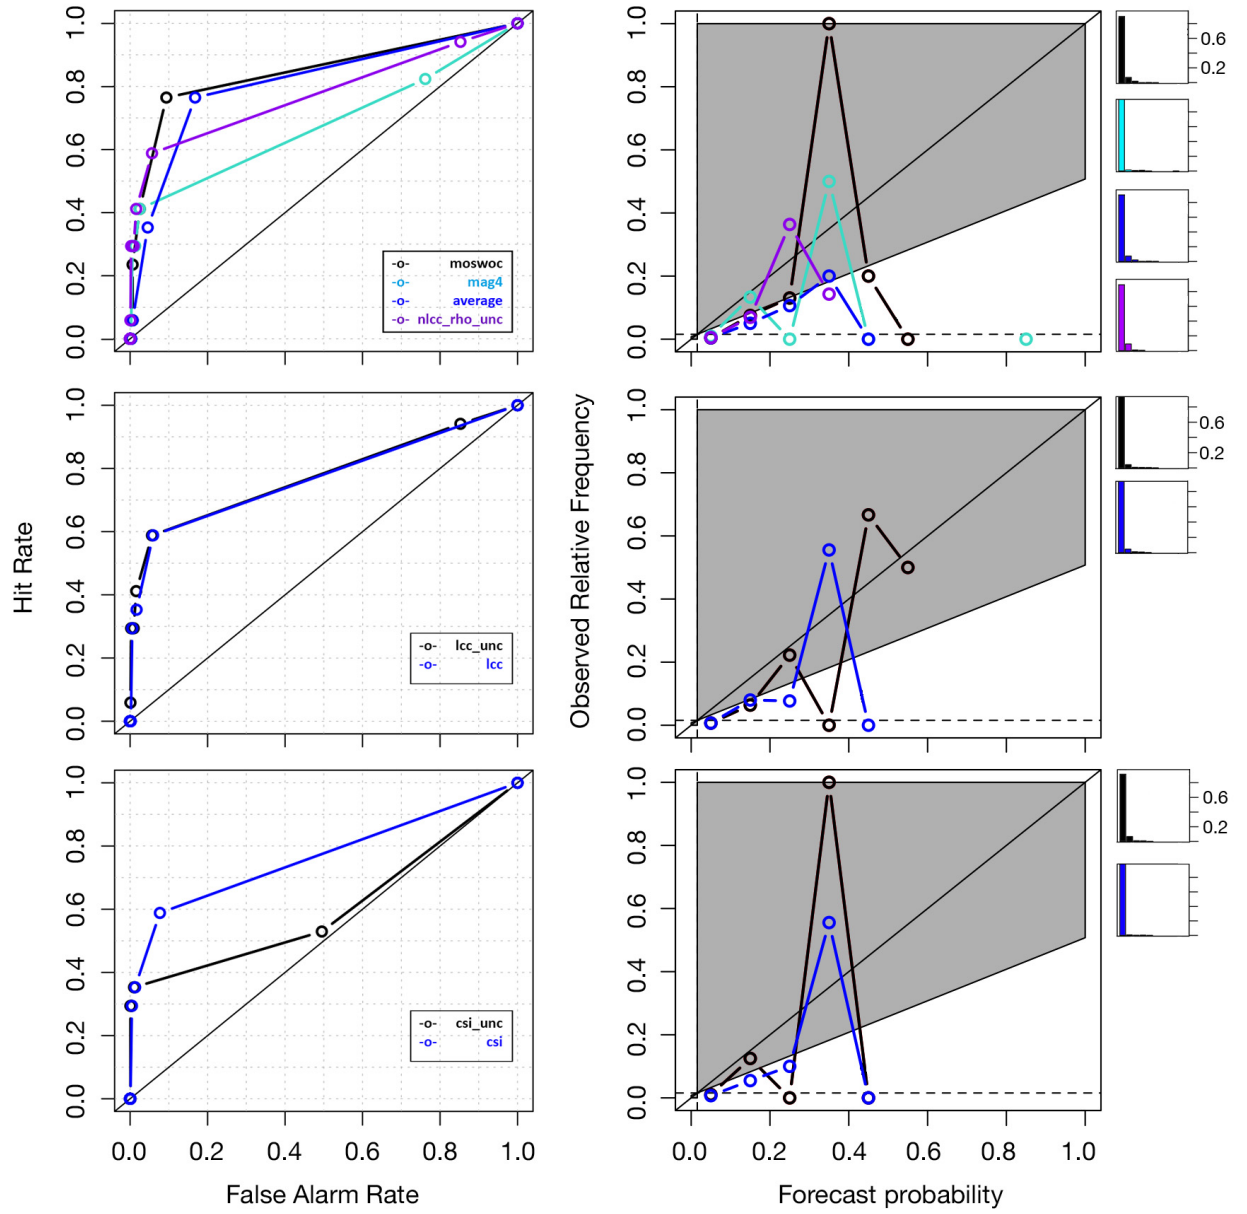 Hit Rate
0.0 0.2 0.4 0.6 0.8 1.0
-o- moswoc
-o- mag4
-o- average
-o- nlcc_rho_unc
0.0 0.2 0.4 0.6 0.8 1.0
-o- lcc_unc
-o- lcc
0.0 0.2 0.4 0.6 0.8 1.0
-o- csi_unc
-o- csi
0.0 0.2 0.4 0.6 0.8 1.0
False Alarm Rate
Observed Relative Frequency
0.0 0.2 0.4 0.6 0.8 1.0
0.6
0.2
0.0 0.2 0.4 0.6 0.8 1.0
0.6
0.2
0.0 0.2 0.4 0.6 0.8 1.0
0.6
0.2
0.0 0.2 0.4 0.6 0.8 1.0
Forecast probability